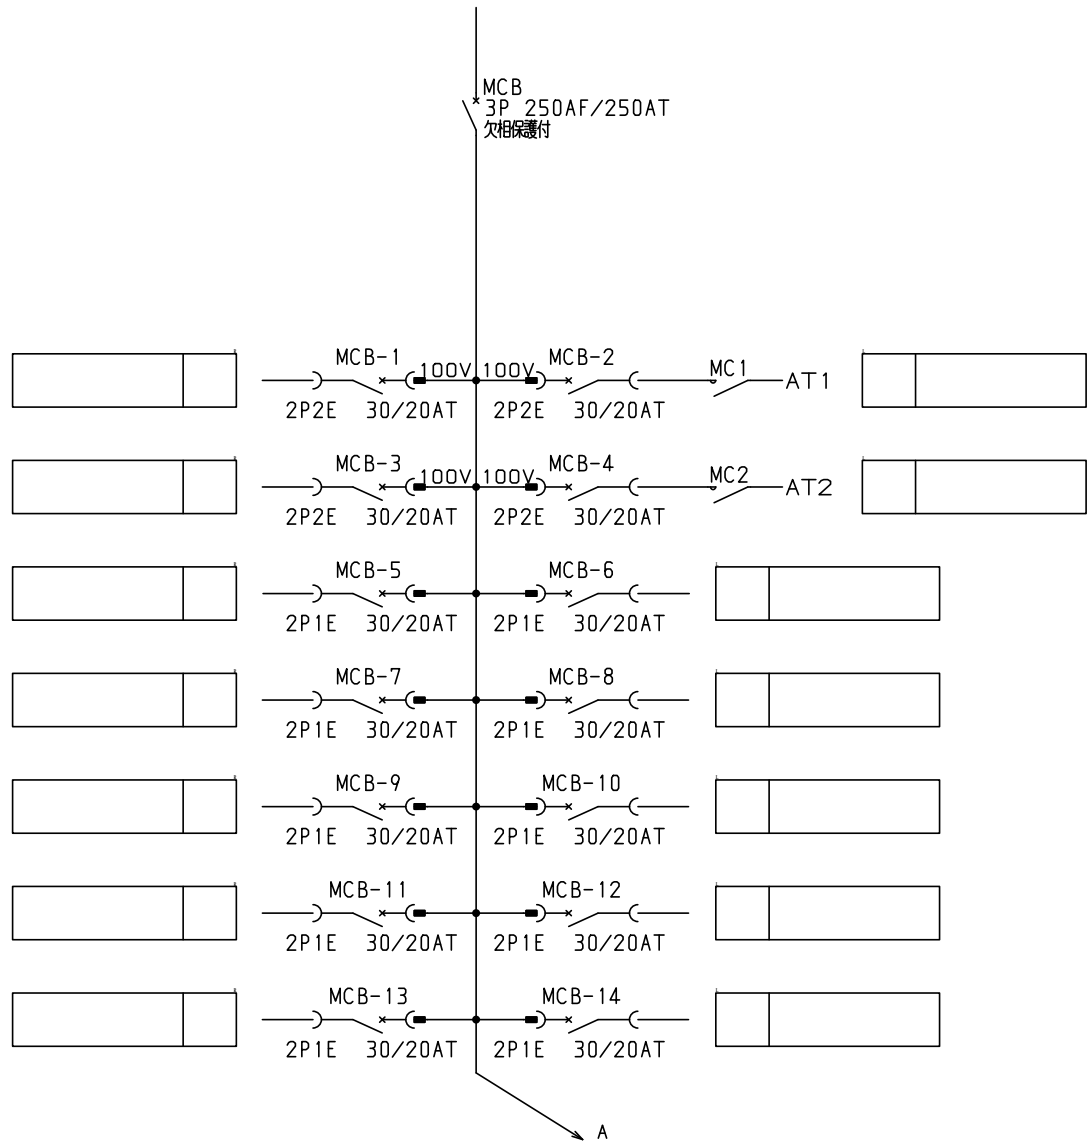 MCB
3P 250AF/250AT
欠相保護付
MCB-1 100V 100V MCB-2 MC1 AT1
2P2E 30/20AT 2P2E 30/20AT
MCB-3 100V 100V MCB-4 MC2 AT2
2P2E 30/20AT 2P2E 30/20AT
MCB-5 MCB-6
2P1E 30/20AT 2P1E 30/20AT
MCB-7 MCB-8
2P1E 30/20AT 2P1E 30/20AT
MCB-9 MCB-10
2P1E 30/20AT 2P1E 30/20AT
MCB-11 MCB-12
2P1E 30/20AT 2P1E 30/20AT
MCB-13 MCB-14
2P1E 30/20AT 2P1E 30/20AT
A